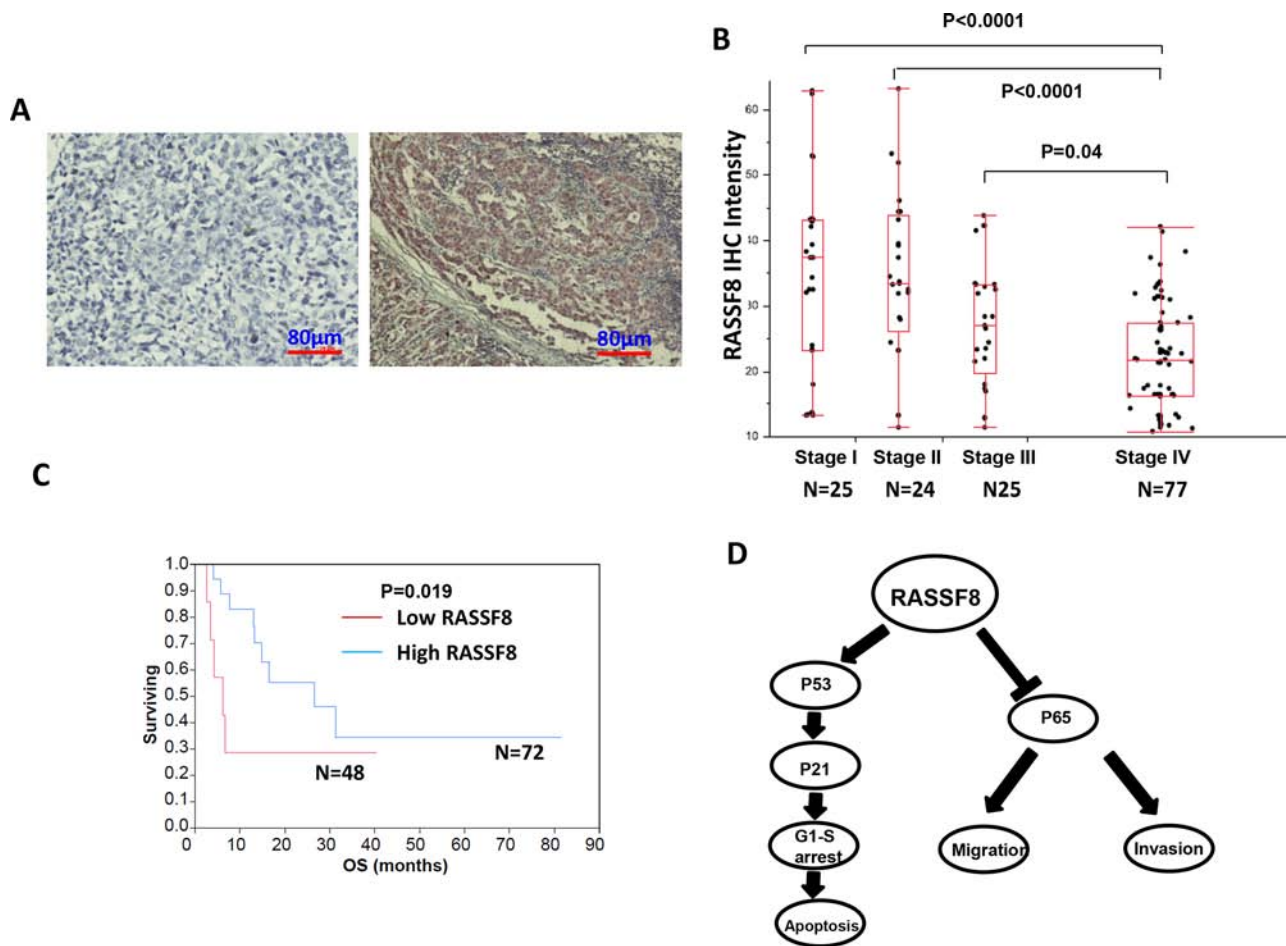 A
80μm
80μm
B
P<0.0001
P<0.0001
P=0.04
RASSF8 IHC Intensity
60
50
40
30
20
10
Stage I
Stage II
Stage III
Stage IV
N=25
N=24
N25
N=77
C
P=0.019
Low RASSF8
High RASSF8
N=48
N=72
Surviving
1.0
0.9
0.8
0.7
0.6
0.5
0.4
0.3
0.2
0.1
0.0
0 10 20 30 40 50 60 70 80 90
OS (months)
D
RASSF8
P53
P65
P21
G1-S
arrest
Migration
Invasion
Apoptosis